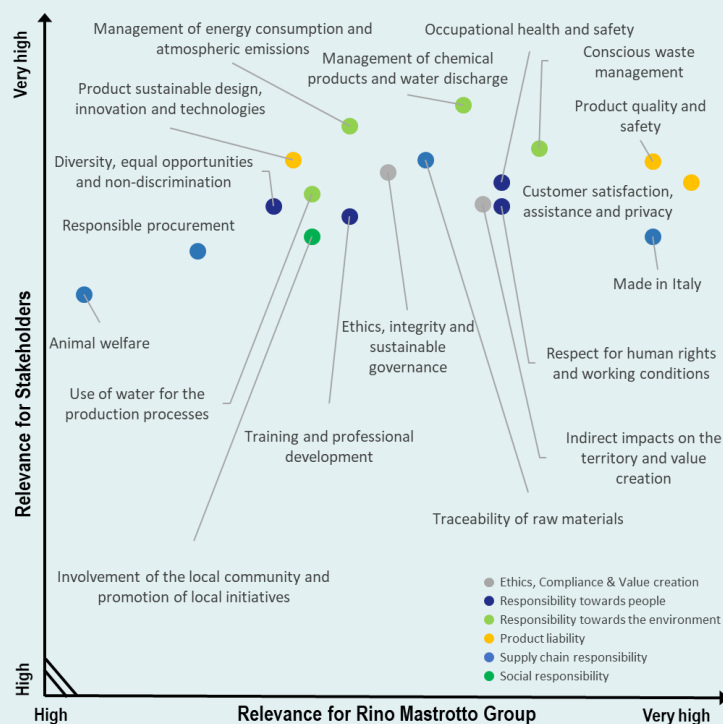 Very high
Relevance for Stakeholders
High
Management of energy consumption and
atmospheric emissions
Occupational health and safety
Management of chemical
products and water discharge
Conscious waste
management
Product sustainable design,
innovation and technologies
Product quality and
safety
Diversity, equal opportunities
and non-discrimination
Customer satisfaction,
assistance and privacy
Responsible procurement
Made in Italy
Animal welfare
Ethics, integrity and
sustainable
governance
Respect for human rights
and working conditions
Use of water for the
production processes
Training and professional
development
Indirect impacts on the
territory and value
creation
Traceability of raw materials
Involvement of the local community and
promotion of local initiatives
Ethics, Compliance & Value creation
Responsibility towards people
Responsibility towards the environment
Product liability
Supply chain responsibility
Social responsibility
High
Relevance for Rino Mastrotto Group
Very high